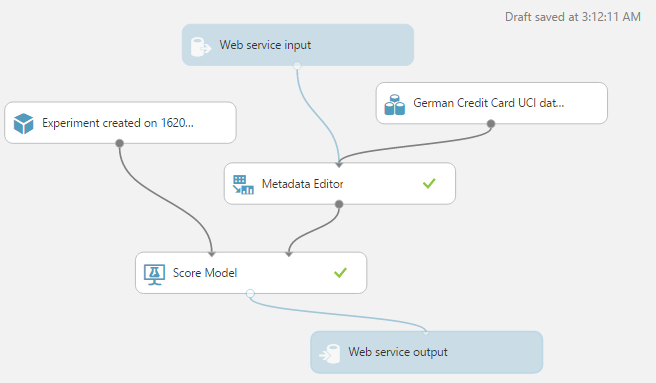 Draft saved at 3:12:11 AM
Web service input
German Credit Card UCI dat...
Experiment created on 1620...
Metadata Editor
Score Model
Web service output